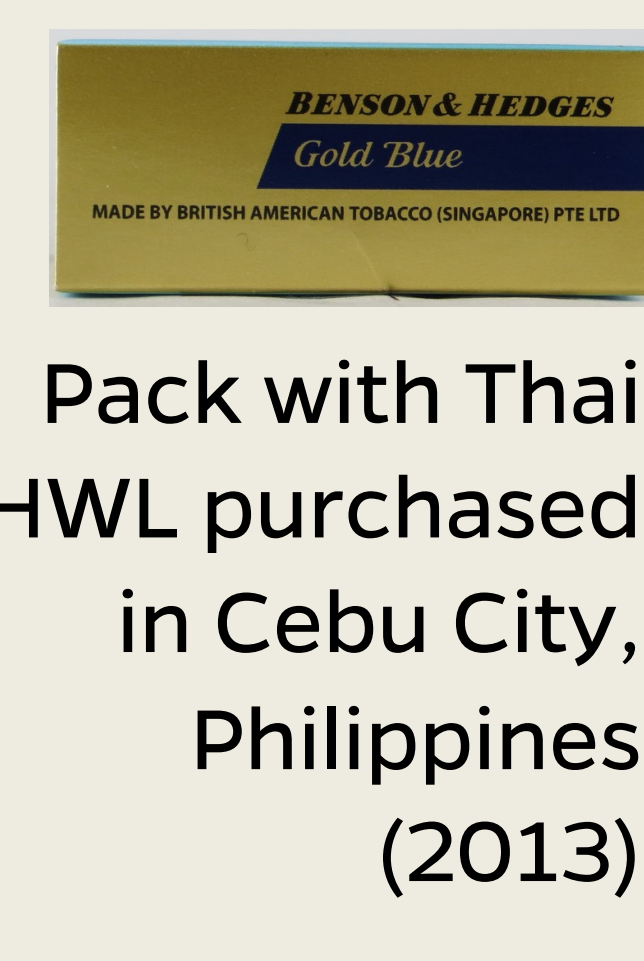 BENSON & HEDGES
Gold Blue
MADE BY BRITISH AMERICAN TOBACCO (SINGAPORE) PTE LTD
Pack with Thai
HWL purchased
in Cebu City,
Philippines
(2013)